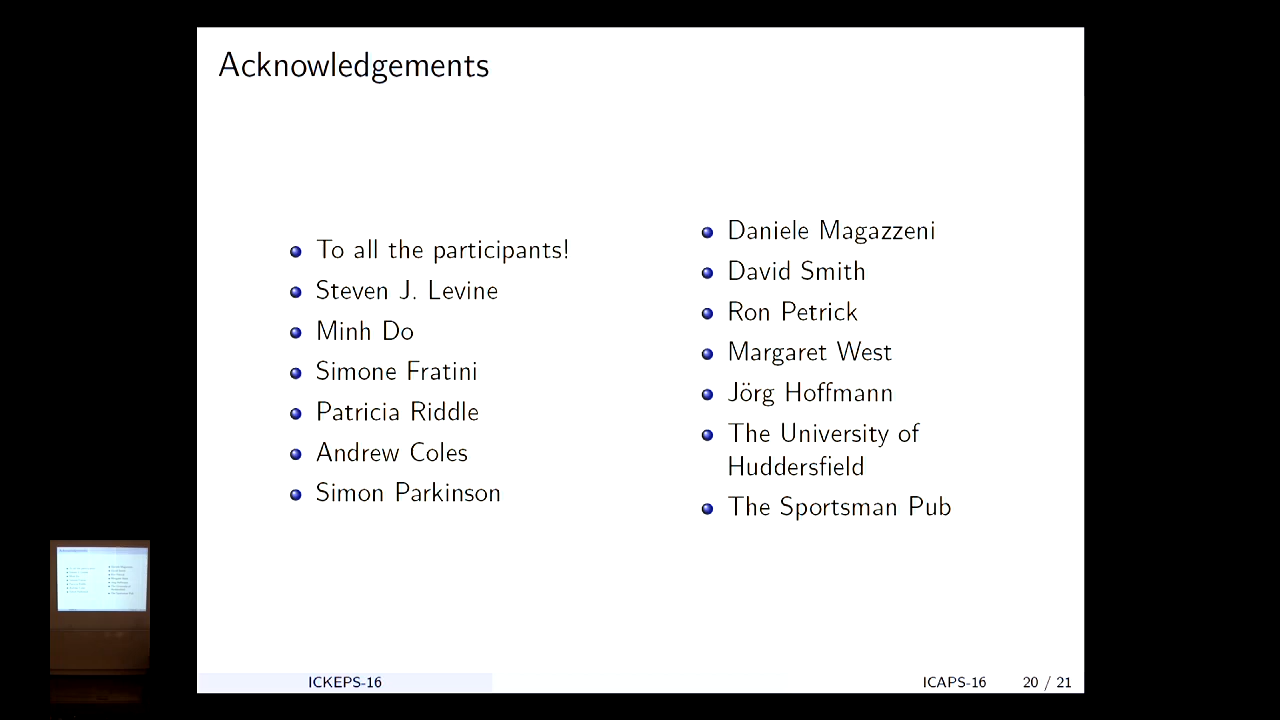 Acknowledgements
To all the participants!
Steven J. Levine
Minh Do
Simone Fratini
Patricia Riddle
Andrew Coles
Simon Parkinson
Daniele Magazzeni
David Smith
Ron Petrick
Margaret West
Jörg Hoffmann
The University of
Huddersfield
The Sportsman Pub
ICKEPS-16
ICAPS-16
20 / 21